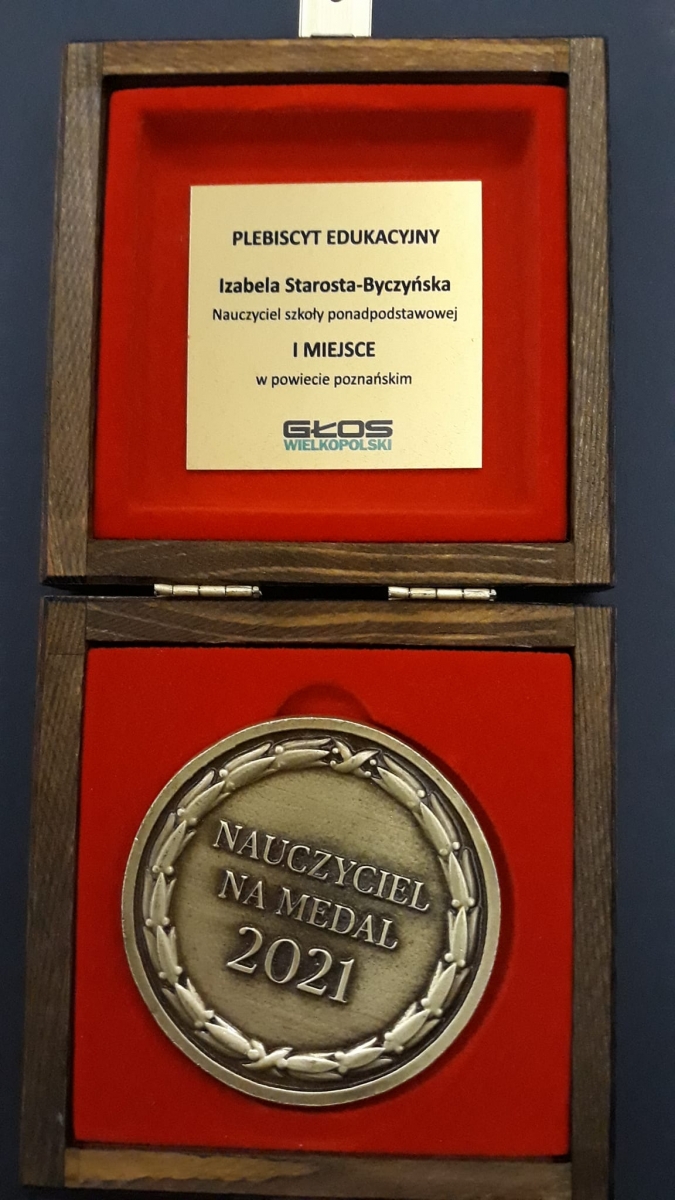 PLEBISCYT EDUKACYJNY
Izabela Starosta-Byczyńska
Nauczyciel szkoły ponadpodstawowej
I MIEJSCE
w powiecie poznańskim
GŁOS
WIELKOPOLSKI
NAUCZYCIEL
NA MEDAL
2021